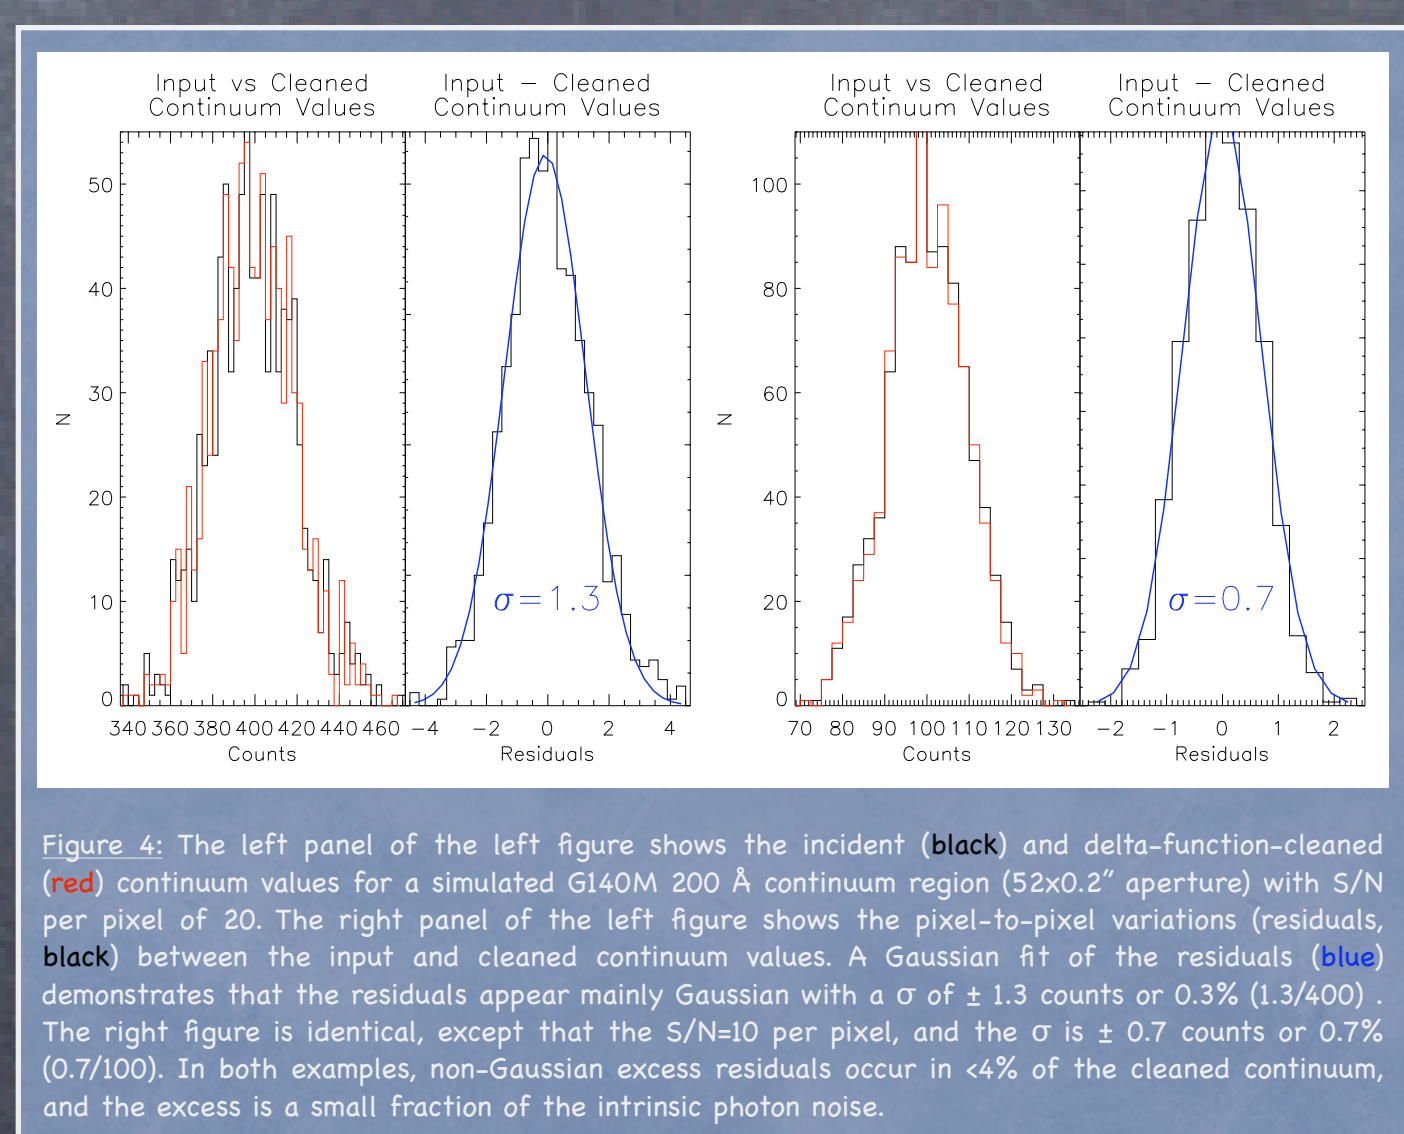 Input vs Cleaned
Continuum Values
Input − Cleaned
Continuum Values
50
40
30
20
10
0
N
340 360 380 400 420 440 460
Counts
−4 −2 0 2 4
Residuals
σ=1.3
Input vs Cleaned
Continuum Values
Input − Cleaned
Continuum Values
100
80
60
40
20
0
N
70 80 90 100 110 120 130
Counts
−2 −1 0 1 2
Residuals
σ=0.7
Figure 4: The left panel of the left figure shows the incident (black) and delta-function-cleaned
(red) continuum values for a simulated G140M 200 Å continuum region (52x0.2” aperture) with S/N
per pixel of 20. The right panel of the left figure shows the pixel-to-pixel variations (residuals,
black) between the input and cleaned continuum values. A Gaussian fit of the residuals (blue)
demonstrates that the residuals appear mainly Gaussian with a σ of ± 1.3 counts or 0.3% (1.3/400) .
The right figure is identical, except that the S/N=10 per pixel, and the σ is ± 0.7 counts or 0.7%
(0.7/100). In both examples, non-Gaussian excess residuals occur in <4% of the cleaned continuum,
and the excess is a small fraction of the intrinsic photon noise.